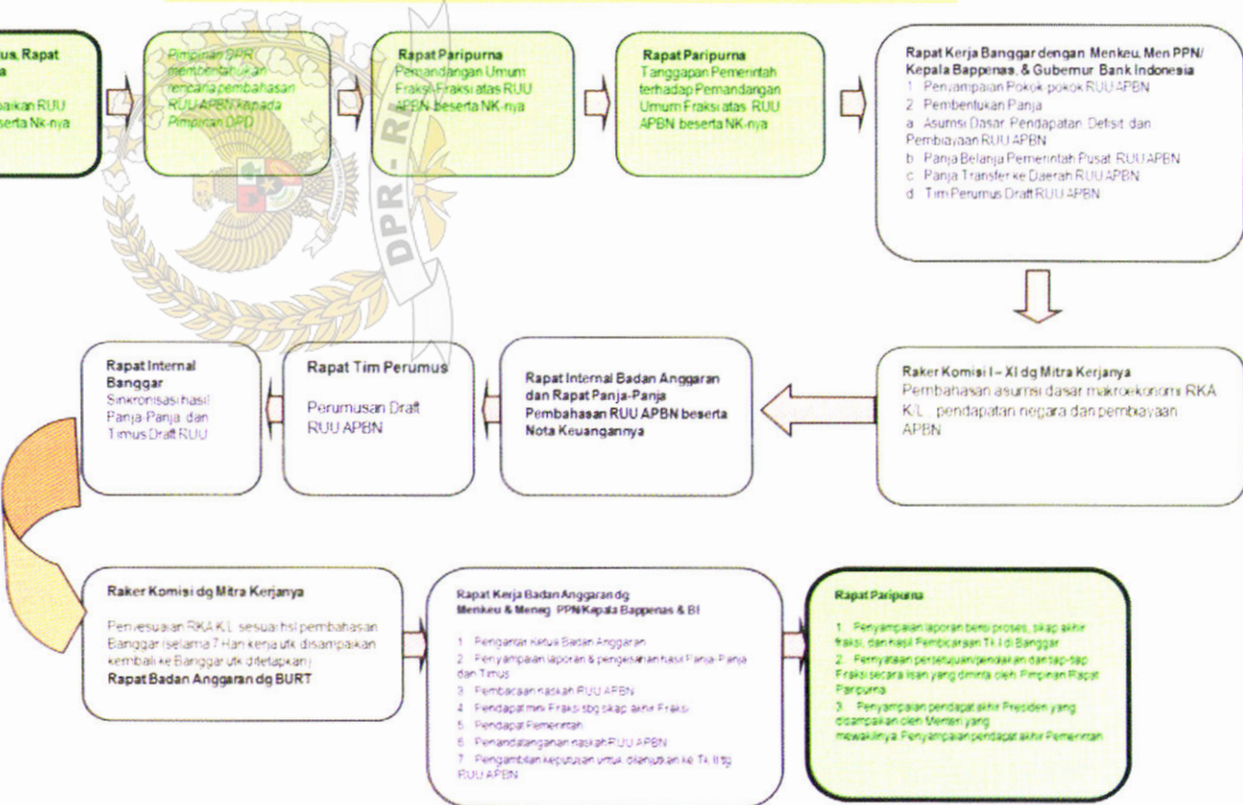 us, Rapat
a
aikan RUU
serta Nk-nya
Pimpinan DPR
memberitahukan
rencana pembahasan
RUU APBN kepada
Pimpinan DPD
Rapat Paripurna
Pemandangan Umum
Fraksi-Fraksi atas RUU
APBN beserta NK-nya
Rapat Paripurna
Tanggapan Pemerintah
terhadap Pemandangan
Umum Fraksi atas RUU
APBN beserta NK-nya
Rapat Kerja Banggar dengan Menkeu, Men PPN/
Kepala Bappenas, & Gubernur Bank Indonesia
1 Penyampaian Pokok-pokok RUU APBN
2 Pembentukan Panja
a Asumsi Dasar, Pendapatan, Defisit dan
Pembiayaan RUU APBN
b Panja Belanja Pemerintah Pusat RUU APBN
c Panja Transfer ke Daerah RUU APBN
d Tim Perumus Draft RUU APBN
DPR-RI
Rapat Internal
Banggar
Sinkronisasi hasil
Panja-Panja dan
Timus Draft RUU
Rapat Tim Perumus
Perumusan Draft
RUU APBN
Rapat Internal Badan Anggaran
dan Rapat Panja-Panja
Pembahasan RUU APBN beserta
Nota Keuangannya
Raker Komisi I – XI dg Mitra Kerjanya
Pembahasan asumsi dasar makroekonomi RKA
K/L, pendapatan negara dan pembiayaan
APBN
Raker Komisi dg Mitra Kerjanya
Penyesuaian RKA K/L sesuai hsl pembahasan
Banggar (selama 7 Hari kerja utk disampaikan
kembali ke Banggar utk ditetapkan)
Rapat Badan Anggaran dg BURT
Rapat Kerja Badan Anggaran dg
Menkeu & Meneg. PPN/Kepala Bappenas & BI
1 Pengantar Ketua Badan Anggaran
2 Penyampaian laporan & pengesahan hasil Panja-Panja
dan Timus
3 Pembacaan naskah RUU APBN
4 Pendapat mini Fraksi sbg sikap akhir Fraksi
5 Pendapat Pemerintah
6 Penandatanganan naskah RUU APBN
7 Pengambilan keputusan untuk dilanjutkan ke Tk. II ttg
RUU APBN
Rapat Paripurna
1. Penyampaian laporan berisi proses, sikap akhir
fraksi, dan hasil Pembicaraan Tk I di Banggar
2. Pernyataan persetujuan/penolakan dari tiap-tiap
Fraksi secara lisan yang diminta oleh Pimpinan Rapat
Paripurna
3. Penyampaian pendapat akhir Presiden yang
disampaikan oleh Menteri yang
mewakilinya. Penyampaian pendapat akhir Pemerintah